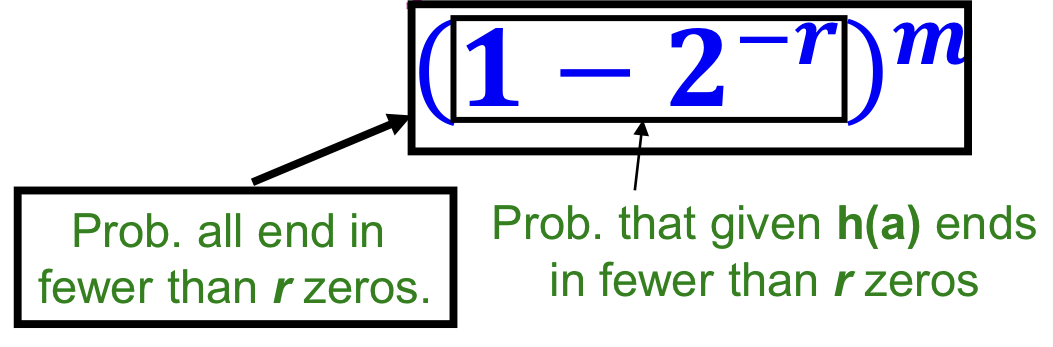 (1 − 2^−r)^m
Prob. all end in
fewer than r zeros.
Prob. that given h(a) ends
in fewer than r zeros